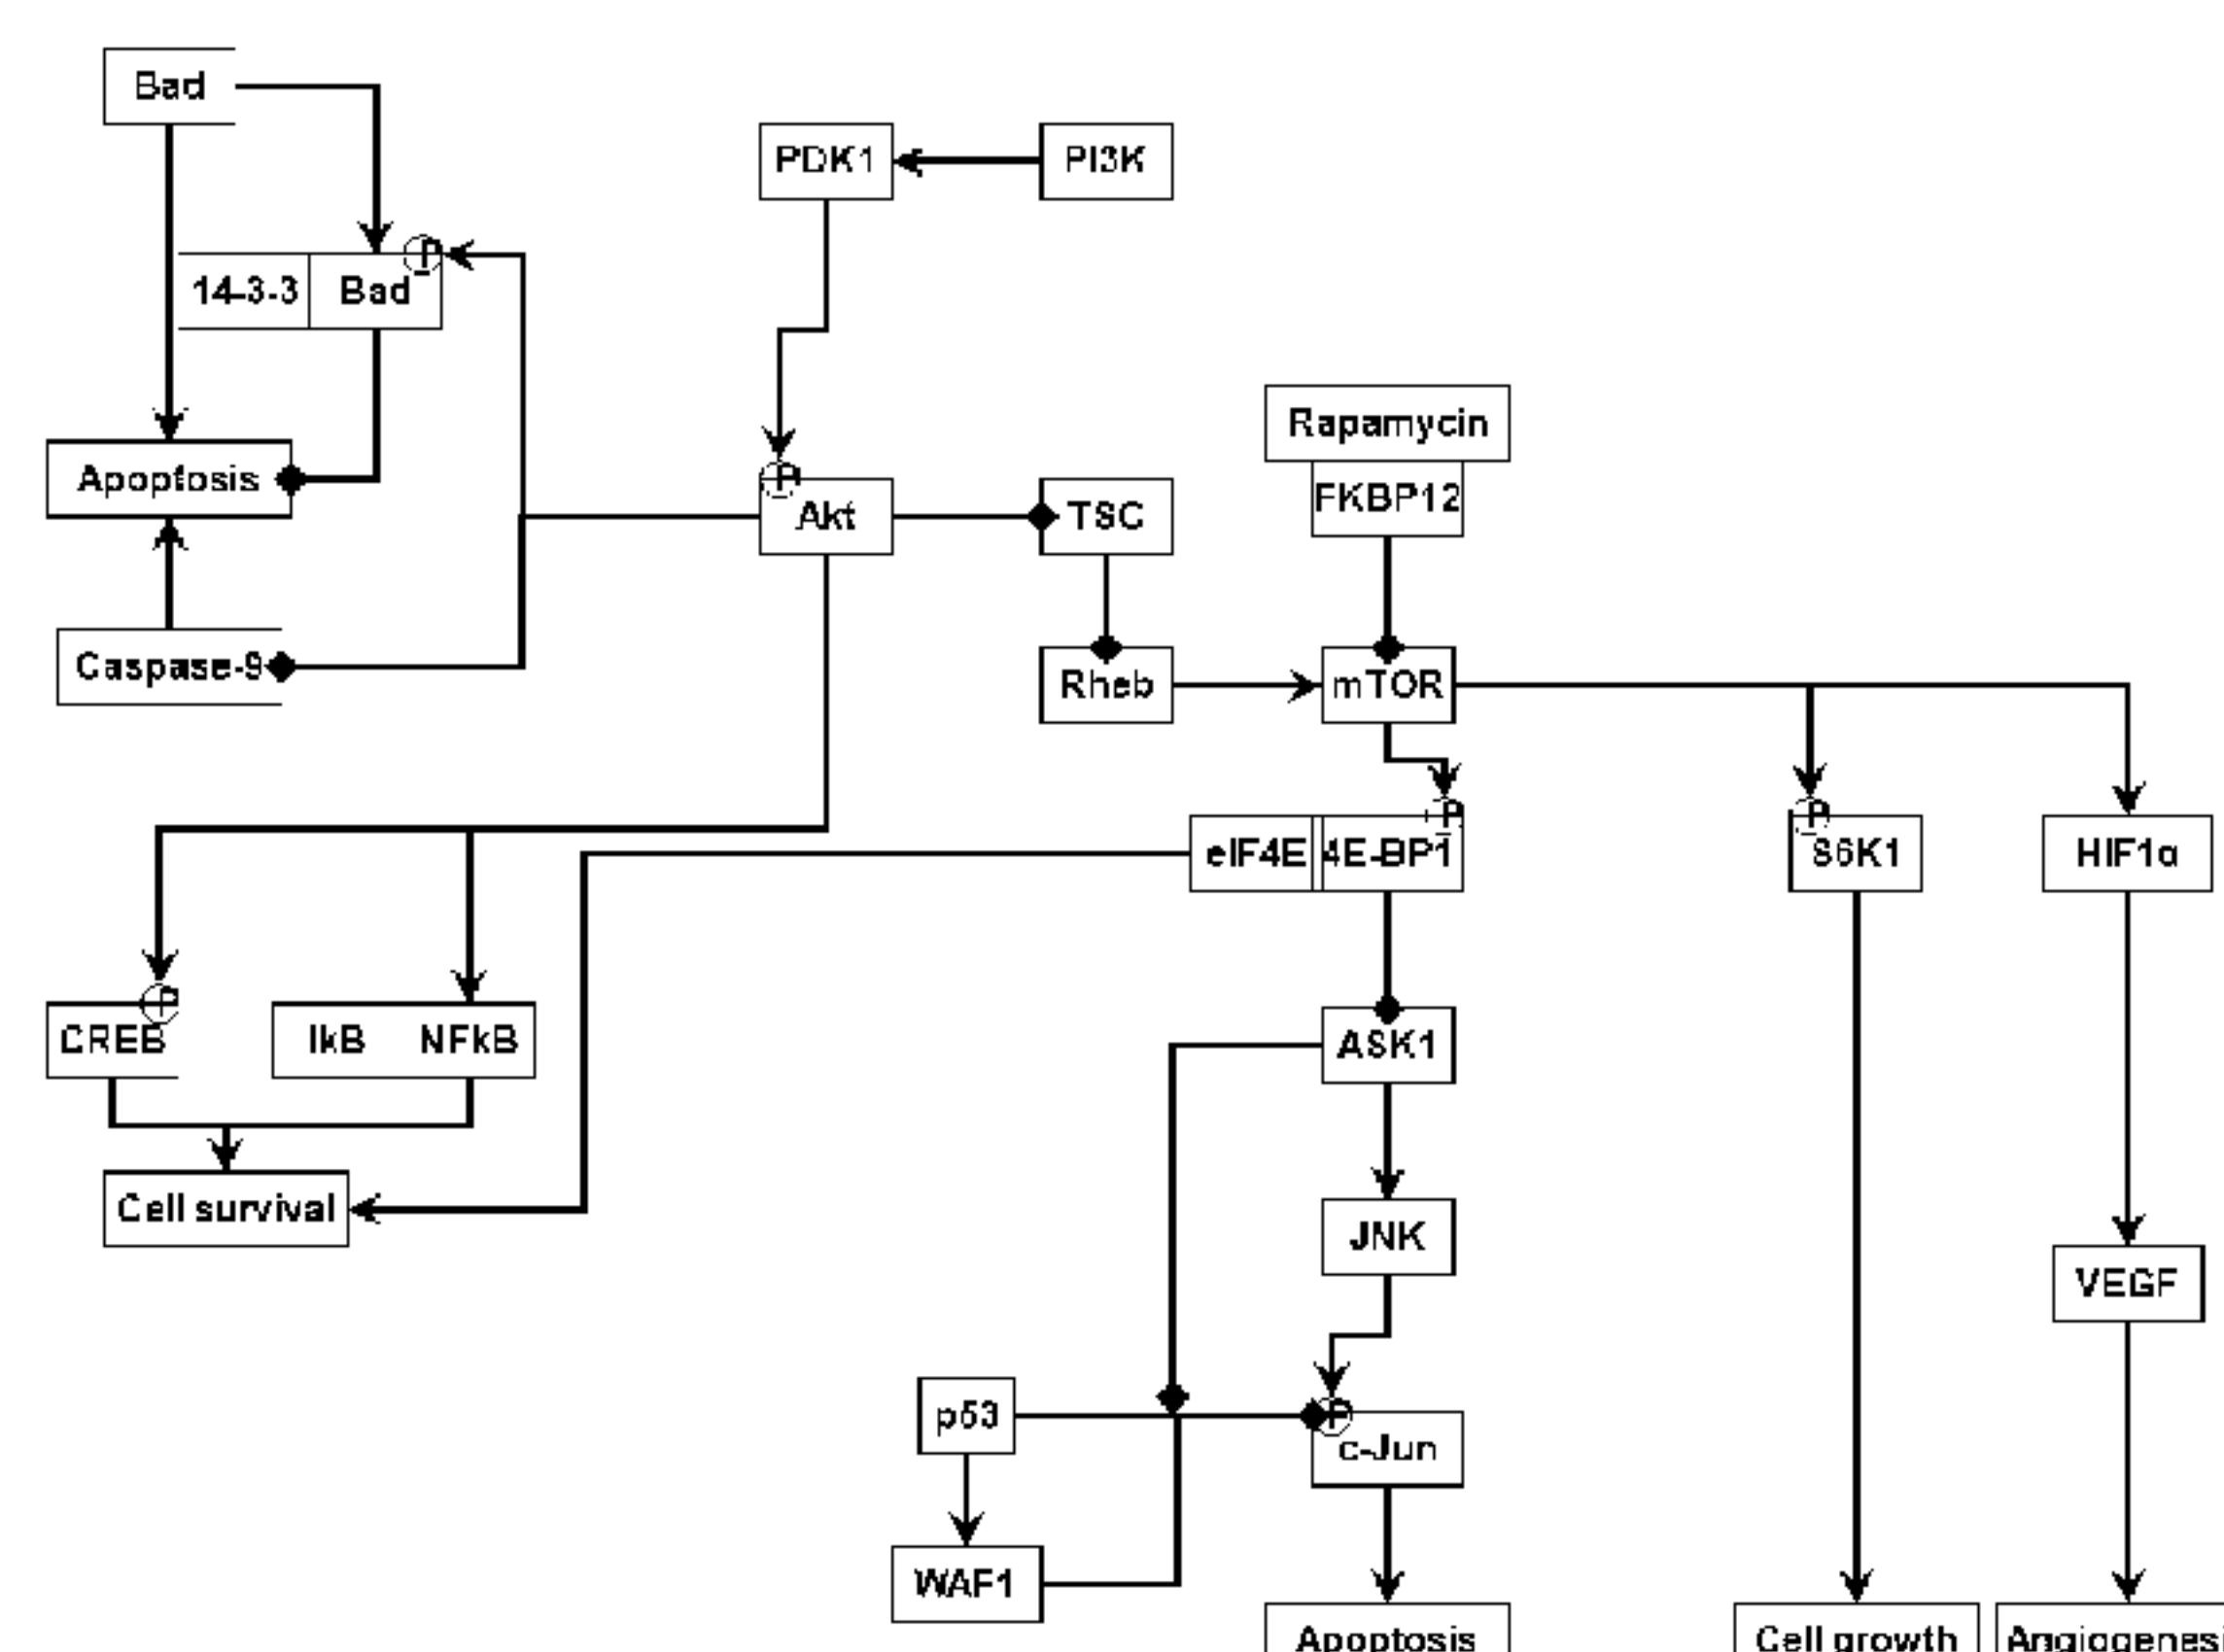 Bad
PDK1
PI3K
P
14-3-3
Bad
Rapamycin
Apoptosis
P
Akt
TSC
FKBP12
Caspase-9
Rheb
mTOR
P
P
eIF4E
4E-BP1
S6K1
HIF1α
P
CREB
IkB
NFkB
ASK1
Cell survival
JNK
VEGF
p53
P
c-Jun
WAF1
Apoptosis
Cell growth
Angiogenesi